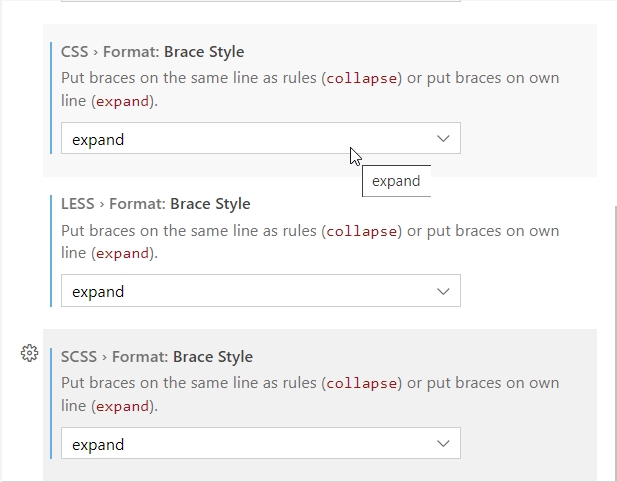 CSS › Format: Brace Style
Put braces on the same line as rules (collapse) or put braces on own
line (expand).
expand
expand
LESS › Format: Brace Style
Put braces on the same line as rules (collapse) or put braces on own
line (expand).
expand
SCSS › Format: Brace Style
Put braces on the same line as rules (collapse) or put braces on own
line (expand).
expand